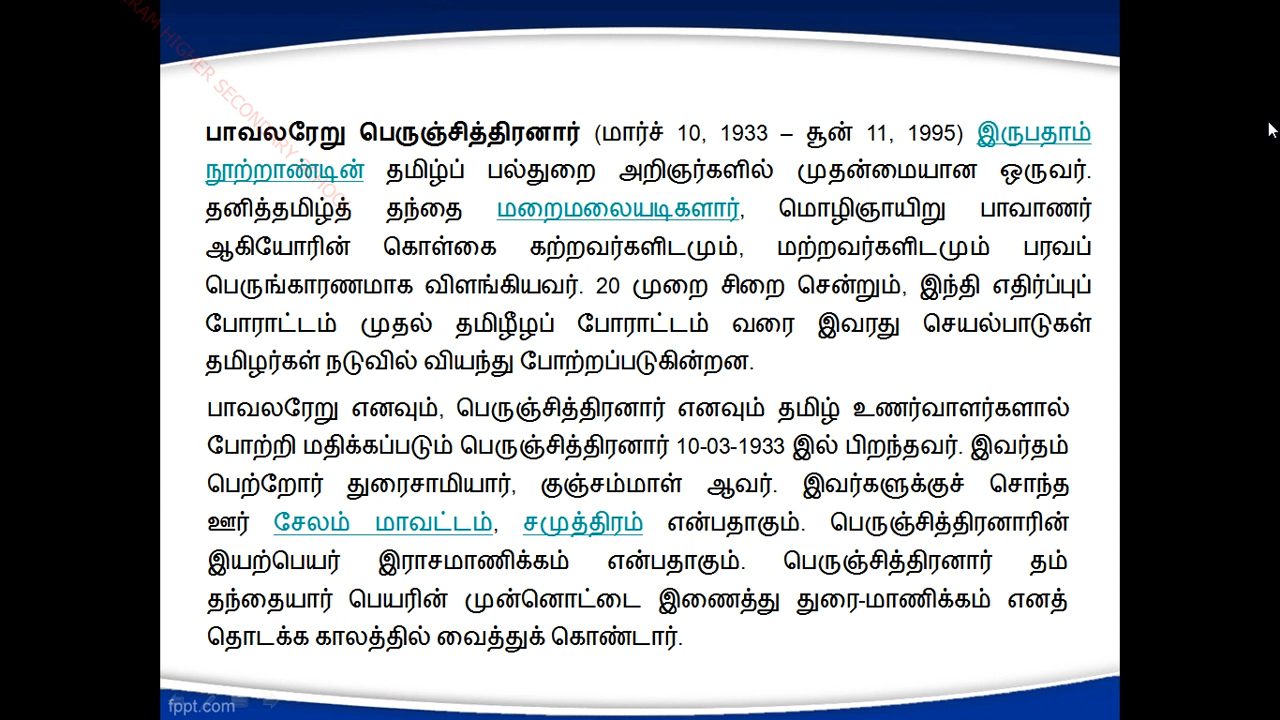 பாவலரேறு பெருஞ்சித்திரனார் (மார்ச் 10, 1933 – சூன் 11, 1995) இருபதாம்
நூற்றாண்டின் தமிழ்ப் பல்துறை அறிஞர்களில் முதன்மையான ஒருவர்.
தனித்தமிழ்த் தந்தை மறைமலையடிகளார், மொழிஞாயிறு பாவாணர்
ஆகியோரின் கொள்கை கற்றவர்களிடமும், மற்றவர்களிடமும் பரவப்
பெருங்காரணமாக விளங்கியவர். 20 முறை சிறை சென்றும், இந்தி எதிர்ப்புப்
போராட்டம் முதல் தமிழீழப் போராட்டம் வரை இவரது செயல்பாடுகள்
தமிழர்கள் நடுவில் வியந்து போற்றப்படுகின்றன.
பாவலரேறு எனவும், பெருஞ்சித்திரனார் எனவும் தமிழ் உணர்வாளர்களால்
போற்றி மதிக்கப்படும் பெருஞ்சித்திரனார் 10-03-1933 இல் பிறந்தவர். இவர்தம்
பெற்றோர் துரைசாமியார், குஞ்சம்மாள் ஆவர். இவர்களுக்குச் சொந்த
ஊர் சேலம் மாவட்டம், சமுத்திரம் என்பதாகும். பெருஞ்சித்திரனாரின்
இயற்பெயர் இராசமாணிக்கம் என்பதாகும். பெருஞ்சித்திரனார் தம்
தந்தையார் பெயரின் முன்னொட்டை இணைத்து துரை-மாணிக்கம் எனத்
தொடக்க காலத்தில் வைத்துக் கொண்டார்.
HIGHER SECONDARY SCHOOL
fppt.com